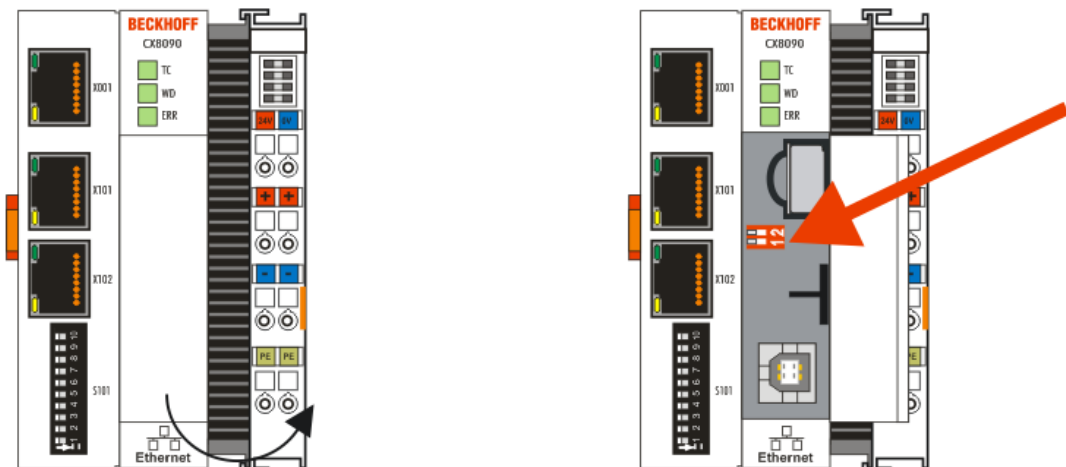 BECKHOFF
CX8090
TC
WD
ERR
X001
X101
X102
S101
1 2 3 4 5 6 7 8 9 10
24V 0V
+ +
- -
PE PE
Ethernet
BECKHOFF
CX8090
TC
WD
ERR
X001
X101
X102
S101
1 2 3 4 5 6 7 8 9 10
1 2
24V 0V
+
-
Ethernet